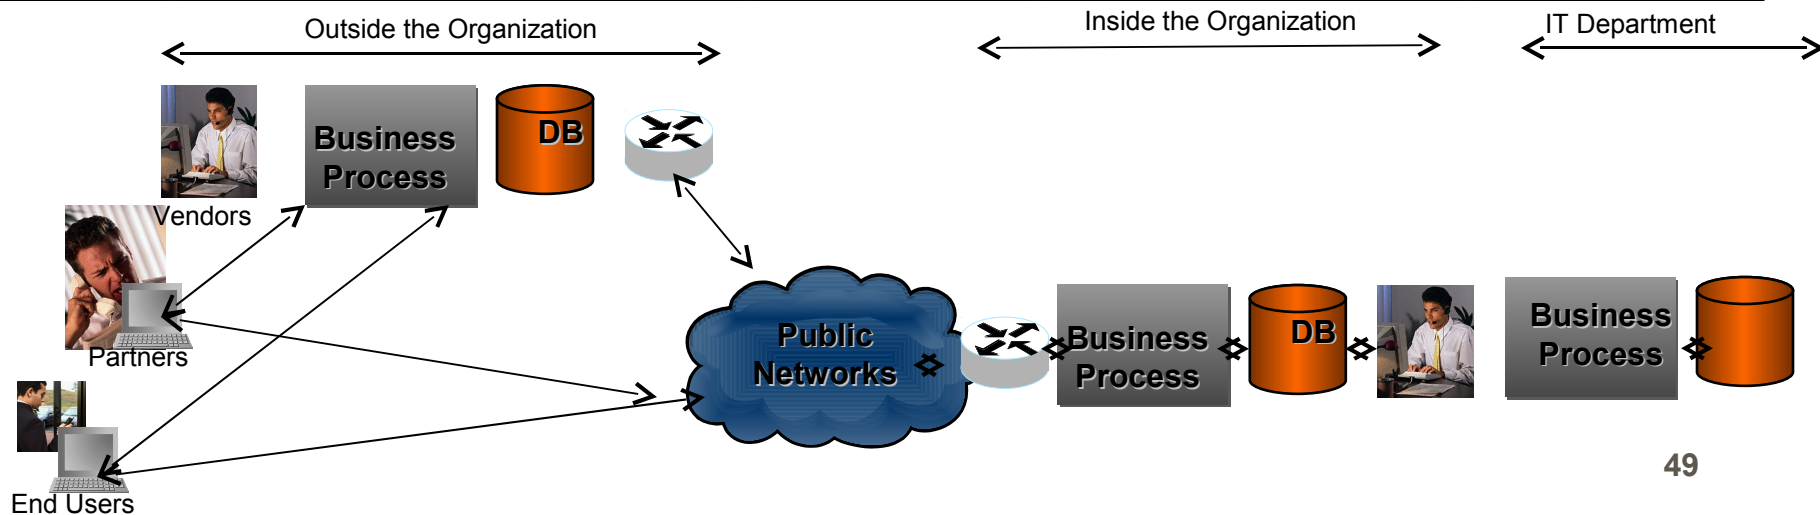 Outside the Organization
Inside the Organization
IT Department
Business
Process
DB
Vendors
Partners
End Users
Public
Networks
Business
Process
DB
Business
Process
49